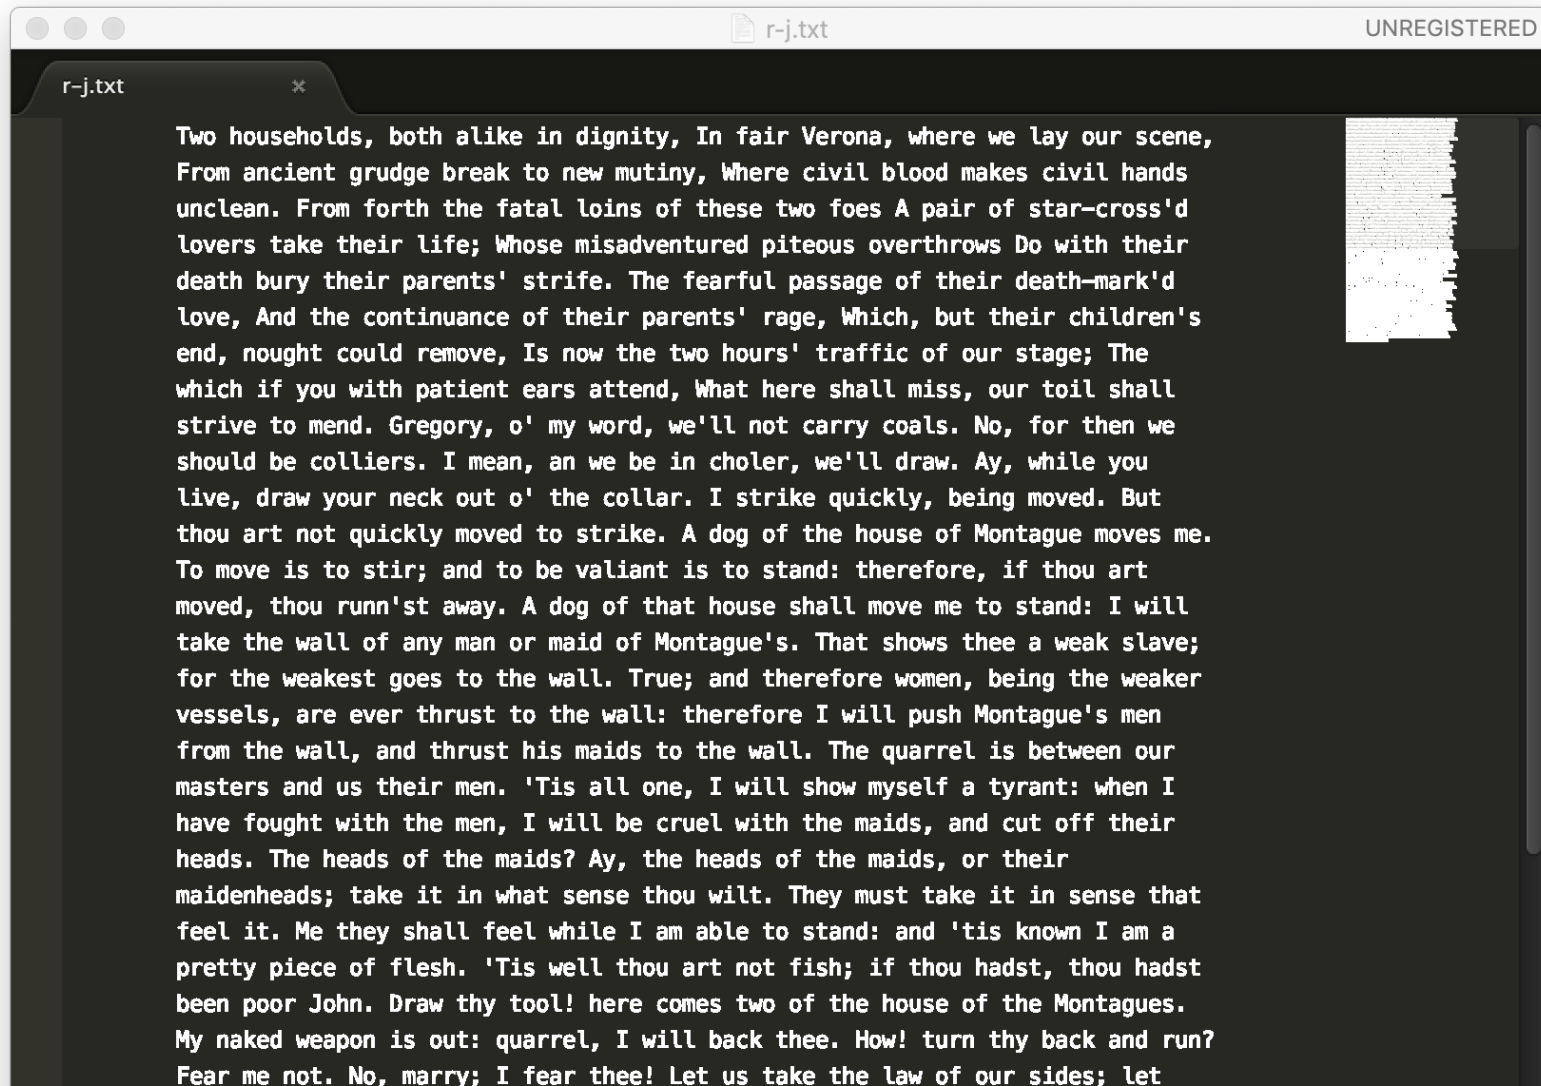 r-j.txt
UNREGISTERED
r-j.txt
Two households, both alike in dignity, In fair Verona, where we lay our scene,
From ancient grudge break to new mutiny, Where civil blood makes civil hands
unclean. From forth the fatal loins of these two foes A pair of star-cross'd
lovers take their life; Whose misadventured piteous overthrows Do with their
death bury their parents' strife. The fearful passage of their death-mark'd
love, And the continuance of their parents' rage, Which, but their children's
end, nought could remove, Is now the two hours' traffic of our stage; The
which if you with patient ears attend, What here shall miss, our toil shall
strive to mend. Gregory, o' my word, we'll not carry coals. No, for then we
should be colliers. I mean, an we be in choler, we'll draw. Ay, while you
live, draw your neck out o' the collar. I strike quickly, being moved. But
thou art not quickly moved to strike. A dog of the house of Montague moves me.
To move is to stir; and to be valiant is to stand: therefore, if thou art
moved, thou runn'st away. A dog of that house shall move me to stand: I will
take the wall of any man or maid of Montague's. That shows thee a weak slave;
for the weakest goes to the wall. True; and therefore women, being the weaker
vessels, are ever thrust to the wall: therefore I will push Montague's men
from the wall, and thrust his maids to the wall. The quarrel is between our
masters and us their men. 'Tis all one, I will show myself a tyrant: when I
have fought with the men, I will be cruel with the maids, and cut off their
heads. The heads of the maids? Ay, the heads of the maids, or their
maidenheads; take it in what sense thou wilt. They must take it in sense that
feel it. Me they shall feel while I am able to stand: and 'tis known I am a
pretty piece of flesh. 'Tis well thou art not fish; if thou hadst, thou hadst
been poor John. Draw thy tool! here comes two of the house of the Montagues.
My naked weapon is out: quarrel, I will back thee. How! turn thy back and run?
Fear me not. No, marry; I fear thee! Let us take the law of our sides; let